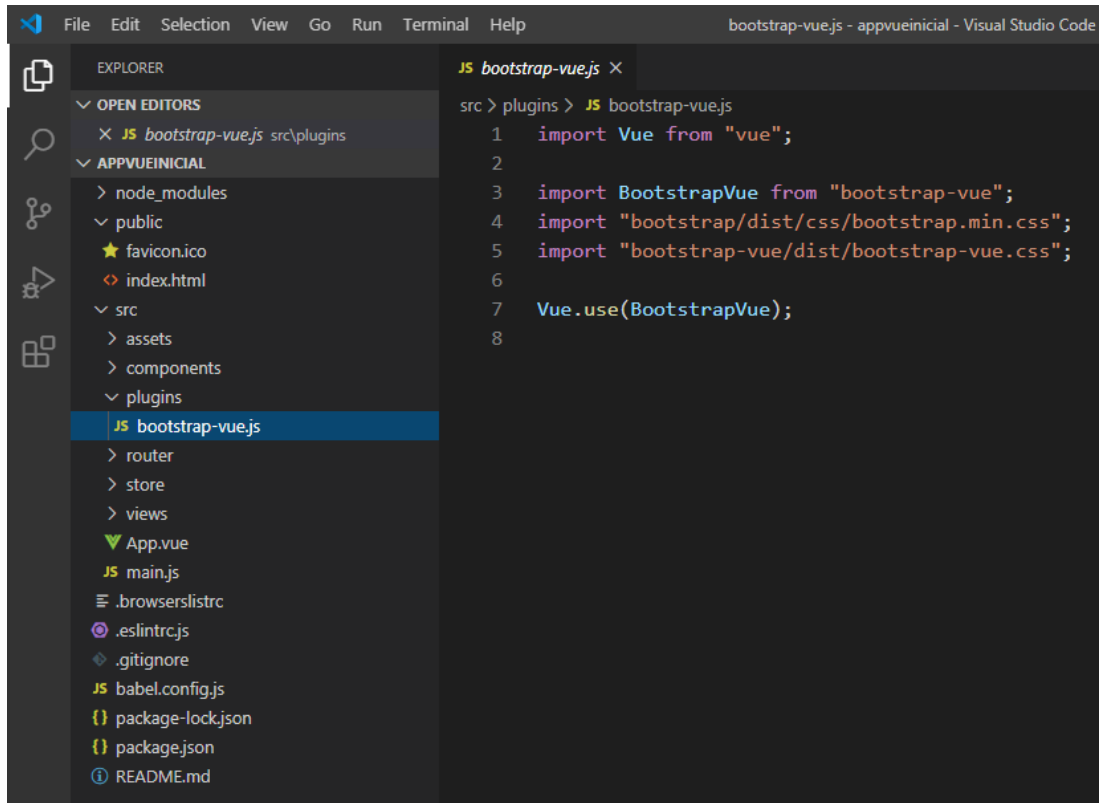 File Edit Selection View Go Run Terminal Help bootstrap-vue.js - appvueinicial - Visual Studio Code
EXPLORER
OPEN EDITORS
JS bootstrap-vue.js src\plugins
APPVUEINICIAL
node_modules
public
favicon.ico
<> index.html
src
assets
components
plugins
JS bootstrap-vue.js
router
store
views
App.vue
JS main.js
.browserslistrc
.eslintrc.js
.gitignore
JS babel.config.js
{} package-lock.json
{} package.json
README.md
JS bootstrap-vue.js
src > plugins > JS bootstrap-vue.js
1 import Vue from "vue";
2
3 import BootstrapVue from "bootstrap-vue";
4 import "bootstrap/dist/css/bootstrap.min.css";
5 import "bootstrap-vue/dist/bootstrap-vue.css";
6
7 Vue.use(BootstrapVue);
8